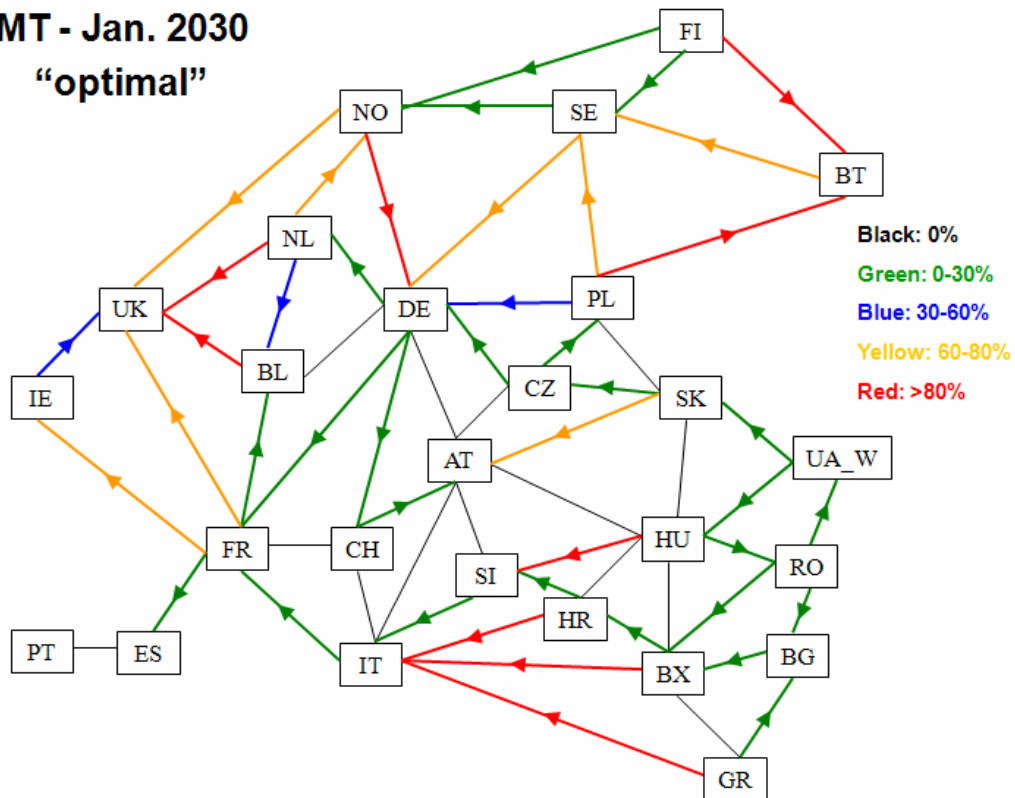 MT - Jan. 2030
"optimal"
FI
NO
SE
BT
NL
Black: 0%
Green: 0-30%
UK
DE
PL
Blue: 30-60%
Yellow: 60-80%
BL
CZ
IE
SK
Red: >80%
AT
UA_W
FR
CH
HU
SI
RO
HR
PT
ES
IT
BX
BG
GR